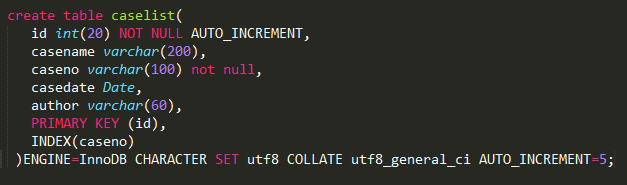 create table caselist(
id int(20) NOT NULL AUTO_INCREMENT,
casename varchar(200),
caseno varchar(100) not null,
casedate Date,
author varchar(60),
PRIMARY KEY (id),
INDEX(caseno)
)ENGINE=InnoDB CHARACTER SET utf8 COLLATE utf8_general_ci AUTO_INCREMENT=5;